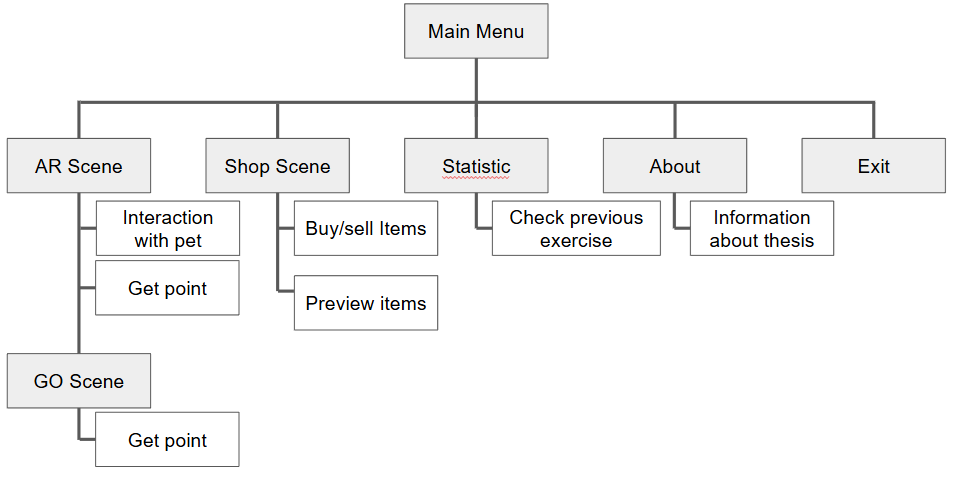 Main Menu
AR Scene
Shop Scene
Statistic
About
Exit
Interaction
with pet
Buy/sell Items
Check previous
exercise
Information
about thesis
Get point
Preview items
GO Scene
Get point